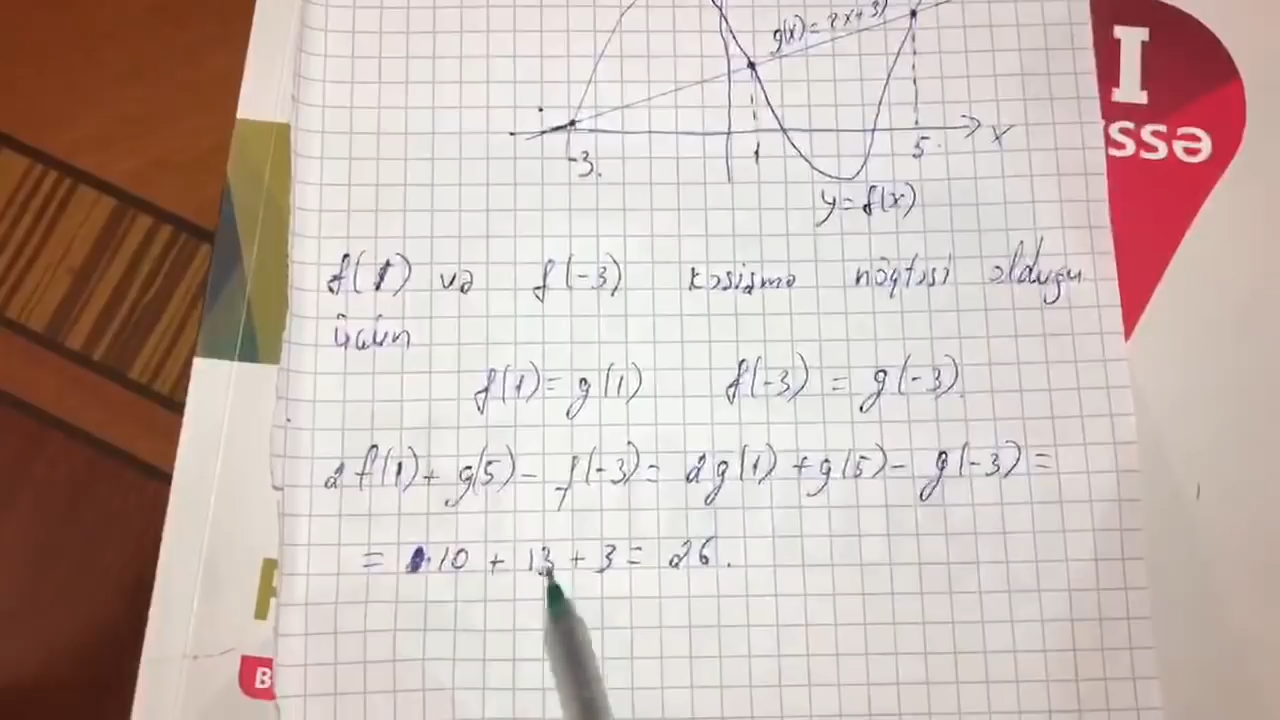 g(x) = 2x+3
-3.
1
5.
x
y=f(x)
f(1) və f(-3) kəsişmə nöqtəsi olduğu
üçün
f(1)= g(1) f(-3) = g(-3)
2f(1)+ g(5)- f(-3)= 2g(1) +g(5)- g(-3) =
= 10 + 13 + 3 = 26.
I
əssə
B